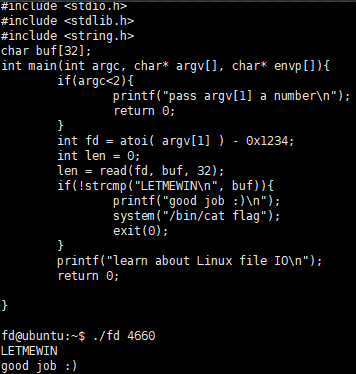 #include <stdio.h>
#include <stdlib.h>
#include <string.h>
char buf[32];
int main(int argc, char* argv[], char* envp[]){
        if(argc<2){
                printf("pass argv[1] a number\n");
                return 0;
        }
        int fd = atoi( argv[1] ) - 0x1234;
        int len = 0;
        len = read(fd, buf, 32);
        if(!strcmp("LETMEWIN\n", buf)){
                printf("good job :)\n");
                system("/bin/cat flag");
                exit(0);
        }
        printf("learn about Linux file IO\n");
        return 0;

}

fd@ubuntu:~$ ./fd 4660
LETMEWIN
good job :)